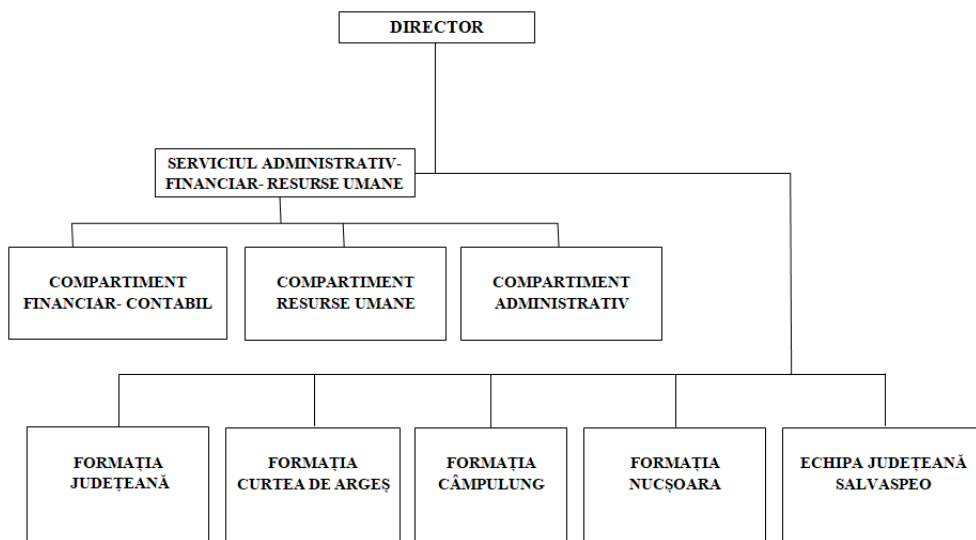 DIRECTOR
SERVICIUL ADMINISTRATIV-
FINANCIAR- RESURSE UMANE
COMPARTIMENT
FINANCIAR- CONTABIL
COMPARTIMENT
RESURSE UMANE
COMPARTIMENT
ADMINISTRATIV
FORMAȚIA
JUDEȚEANĂ
FORMAȚIA
CURTEA DE ARGEȘ
FORMAȚIA
CÂMPULUNG
FORMAȚIA
NUCȘOARA
ECHIPA JUDEȚEANĂ
SALVASPEO